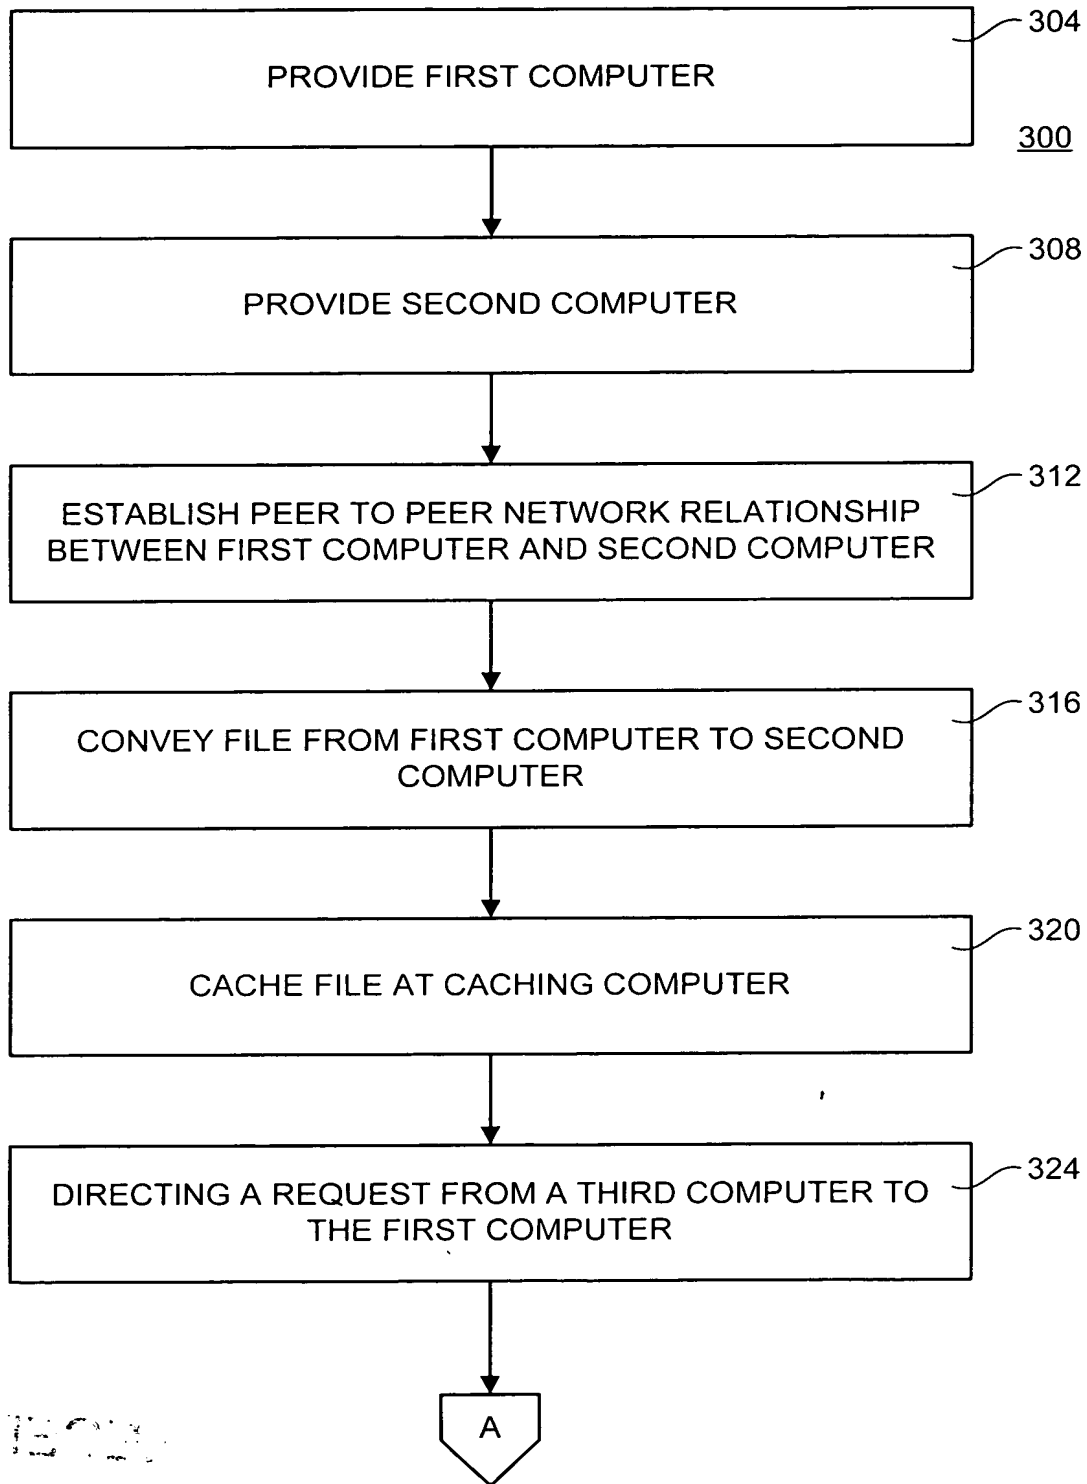 304
PROVIDE FIRST COMPUTER
300
308
PROVIDE SECOND COMPUTER
312
ESTABLISH PEER TO PEER NETWORK RELATIONSHIP
BETWEEN FIRST COMPUTER AND SECOND COMPUTER
316
CONVEY FILE FROM FIRST COMPUTER TO SECOND
COMPUTER
320
CACHE FILE AT CACHING COMPUTER
324
DIRECTING A REQUEST FROM A THIRD COMPUTER TO
THE FIRST COMPUTER
A